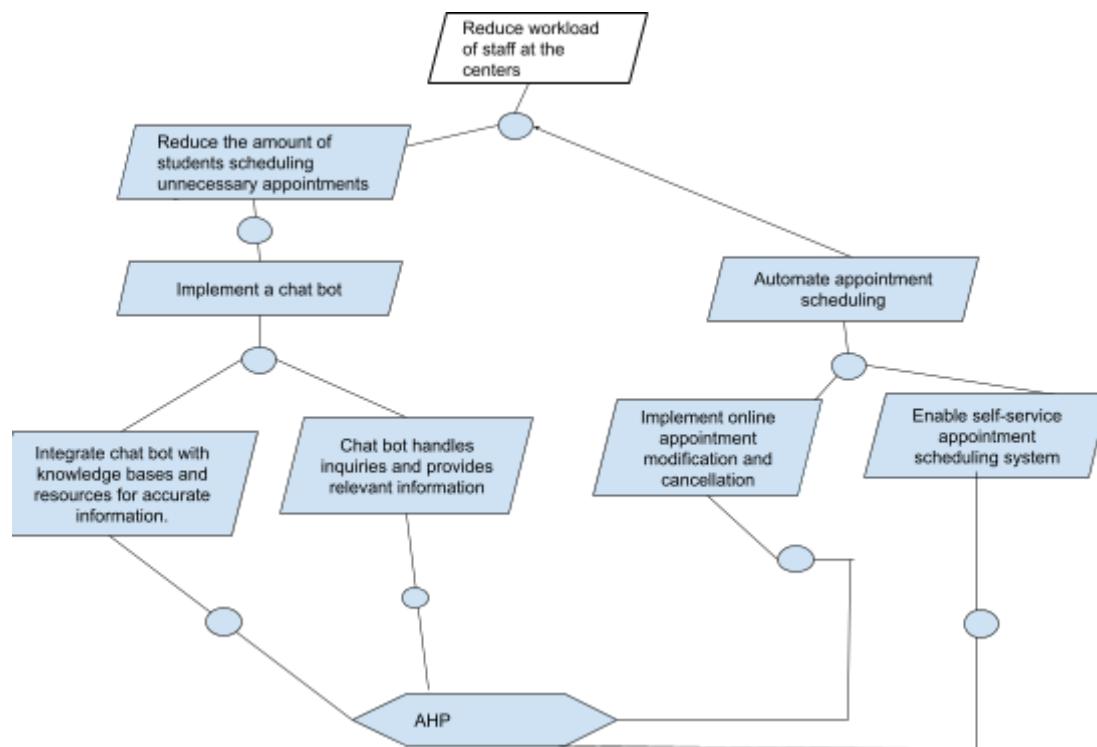 Reduce workload
of staff at the
centers
Reduce the amount of
students scheduling
unnecessary appointments
Implement a chat bot
Automate appointment
scheduling
Integrate chat bot with
knowledge bases and
resources for accurate
information.
Chat bot handles
inquiries and provides
relevant information
Implement online
appointment
modification and
cancellation
Enable self-service
appointment
scheduling system
AHP